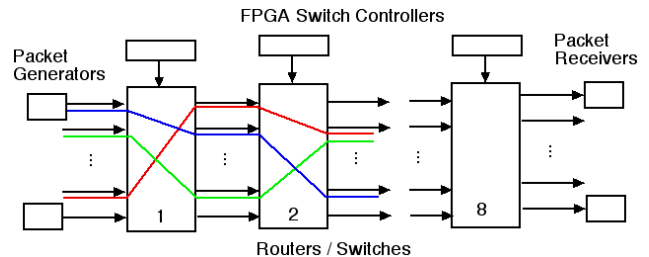 FPGA Switch Controllers
Packet
Generators
Packet
Receivers
1
2
8
Routers / Switches